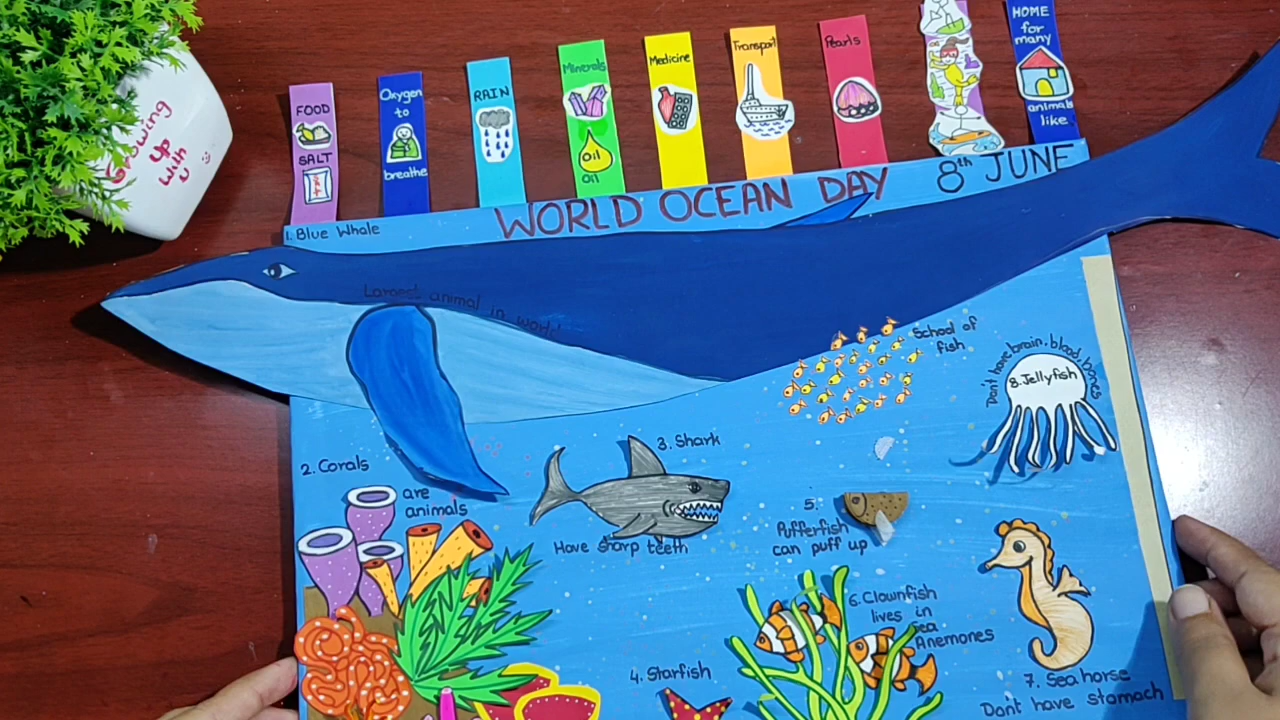 Growing
up
with
u
FOOD
SALT
Oxygen
to
breathe
RAIN
Minerals
Oil
Oil
Medicine
Transport
Pearls
HOME
for
many
animals
like
WORLD OCEAN DAY 8th JUNE
1. Blue Whale
Largest animal in world
School of
fish
Don't have brain, blood, bones
8. Jellyfish
2. Corals
are
animals
3. Shark
Have sharp teeth
5.
Pufferfish
can puff up
6. Clownfish
lives in
Sea
Anemones
4. Starfish
7. Sea horse
Dont have stomach